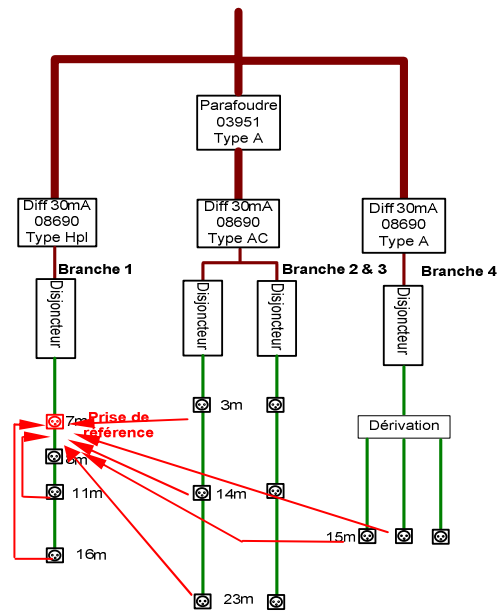 Parafoudre
03951
Type A
Diff 30mA
08690
Type Hpl
Diff 30mA
08690
Type AC
Diff 30mA
08690
Type A
Branche 1
Branche 2 & 3
Branche 4
Disjoncteur
Disjoncteur
Disjoncteur
Disjoncteur
7m
Prise de
référence
3m
Dérivation
8m
11m
14m
15m
16m
23m